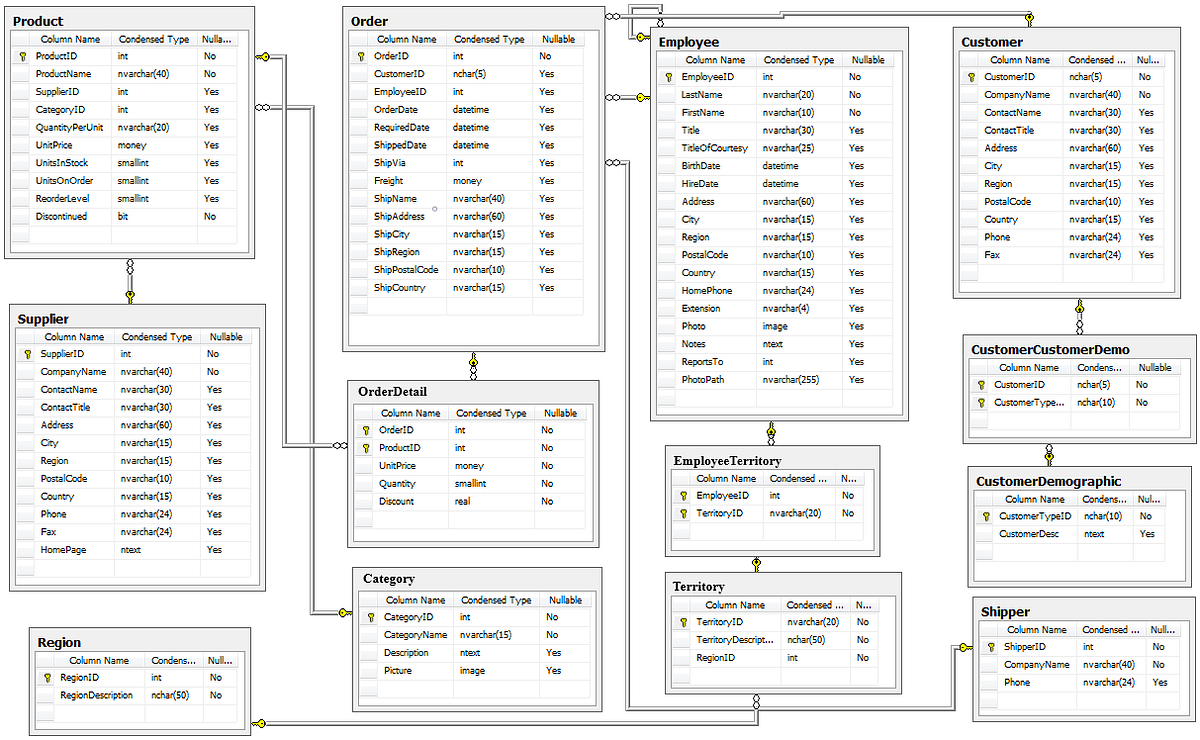 Product
Column Name Condensed Type Nulla...
ProductID int No
ProductName nvarchar(40) No
SupplierID int Yes
CategoryID int Yes
QuantityPerUnit nvarchar(20) Yes
UnitPrice money Yes
UnitsInStock smallint Yes
UnitsOnOrder smallint Yes
ReorderLevel smallint Yes
Discontinued bit No
Order
Column Name Condensed Type Nullable
OrderID int No
CustomerID nchar(5) Yes
EmployeeID int Yes
OrderDate datetime Yes
RequiredDate datetime Yes
ShippedDate datetime Yes
ShipVia int Yes
Freight money Yes
ShipName nvarchar(40) Yes
ShipAddress nvarchar(60) Yes
ShipCity nvarchar(15) Yes
ShipRegion nvarchar(15) Yes
ShipPostalCode nvarchar(10) Yes
ShipCountry nvarchar(15) Yes
Employee
Column Name Condensed Type Nullable
EmployeeID int No
LastName nvarchar(20) No
FirstName nvarchar(10) No
Title nvarchar(30) Yes
TitleOfCourtesy nvarchar(25) Yes
BirthDate datetime Yes
HireDate datetime Yes
Address nvarchar(60) Yes
City nvarchar(15) Yes
Region nvarchar(15) Yes
PostalCode nvarchar(10) Yes
Country nvarchar(15) Yes
HomePhone nvarchar(24) Yes
Extension nvarchar(4) Yes
Photo image Yes
Notes ntext Yes
ReportsTo int Yes
PhotoPath nvarchar(255) Yes
Customer
Column Name Condensed ... Nul...
CustomerID nchar(5) No
CompanyName nvarchar(40) No
ContactName nvarchar(30) Yes
ContactTitle nvarchar(30) Yes
Address nvarchar(60) Yes
City nvarchar(15) Yes
Region nvarchar(15) Yes
PostalCode nvarchar(10) Yes
Country nvarchar(15) Yes
Phone nvarchar(24) Yes
Fax nvarchar(24) Yes
Supplier
Column Name Condensed Type Nullable
SupplierID int No
CompanyName nvarchar(40) No
ContactName nvarchar(30) Yes
ContactTitle nvarchar(30) Yes
Address nvarchar(60) Yes
City nvarchar(15) Yes
Region nvarchar(15) Yes
PostalCode nvarchar(10) Yes
Country nvarchar(15) Yes
Phone nvarchar(24) Yes
Fax nvarchar(24) Yes
HomePage ntext Yes
OrderDetail
Column Name Condensed Type Nullable
OrderID int No
ProductID int No
UnitPrice money No
Quantity smallint No
Discount real No
CustomerCustomerDemo
Column Name Condens... Nullable
CustomerID nchar(5) No
CustomerType... nchar(10) No
EmployeeTerritory
Column Name Condensed ... N...
EmployeeID int No
TerritoryID nvarchar(20) No
CustomerDemographic
Column Name Condens... Nul...
CustomerTypeID nchar(10) No
CustomerDesc ntext Yes
Category
Column Name Condensed Type Nullable
CategoryID int No
CategoryName nvarchar(15) No
Description ntext Yes
Picture image Yes
Territory
Column Name Condensed ... N...
TerritoryID nvarchar(20) No
TerritoryDescript... nchar(50) No
RegionID int No
Shipper
Column Name Condensed ... Null...
ShipperID int No
CompanyName nvarchar(40) No
Phone nvarchar(24) Yes
Region
Column Name Condens... Null...
RegionID int No
RegionDescription nchar(50) No